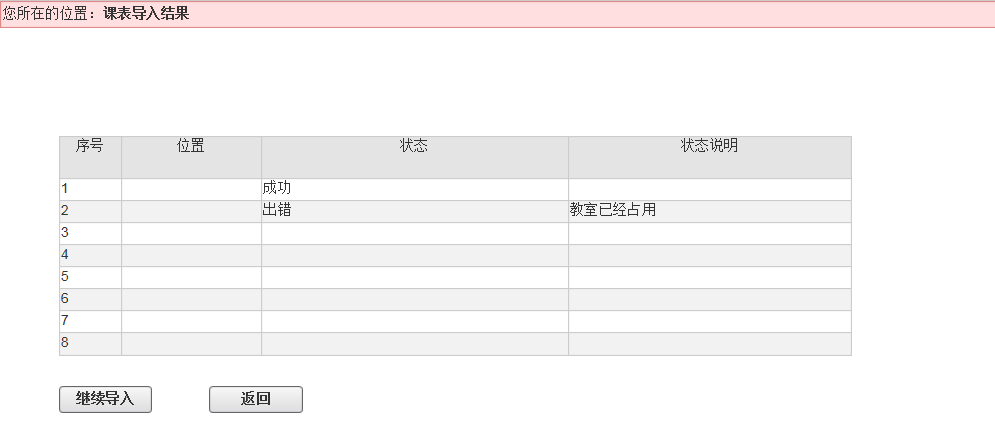 您所在的位置：课表导入结果
序号 位置 状态 状态说明
1 成功
2 出错 教室已经占用
3
4
5
6
7
8
继续导入 返回